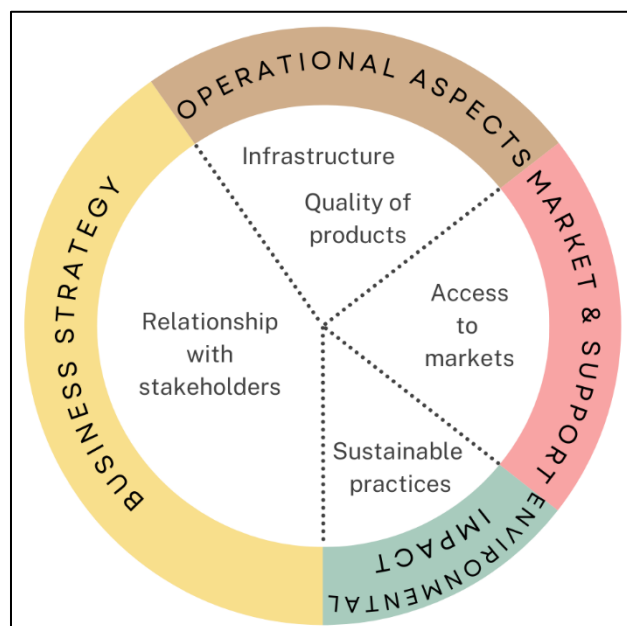 OPERATIONAL ASPECTS
Infrastructure
Quality of
products
MARKET & SUPPORT
Access
to
markets
BUSINESS STRATEGY
Relationship
with
stakeholders
Sustainable
practices
ENVIRONMENTAL
IMPACT